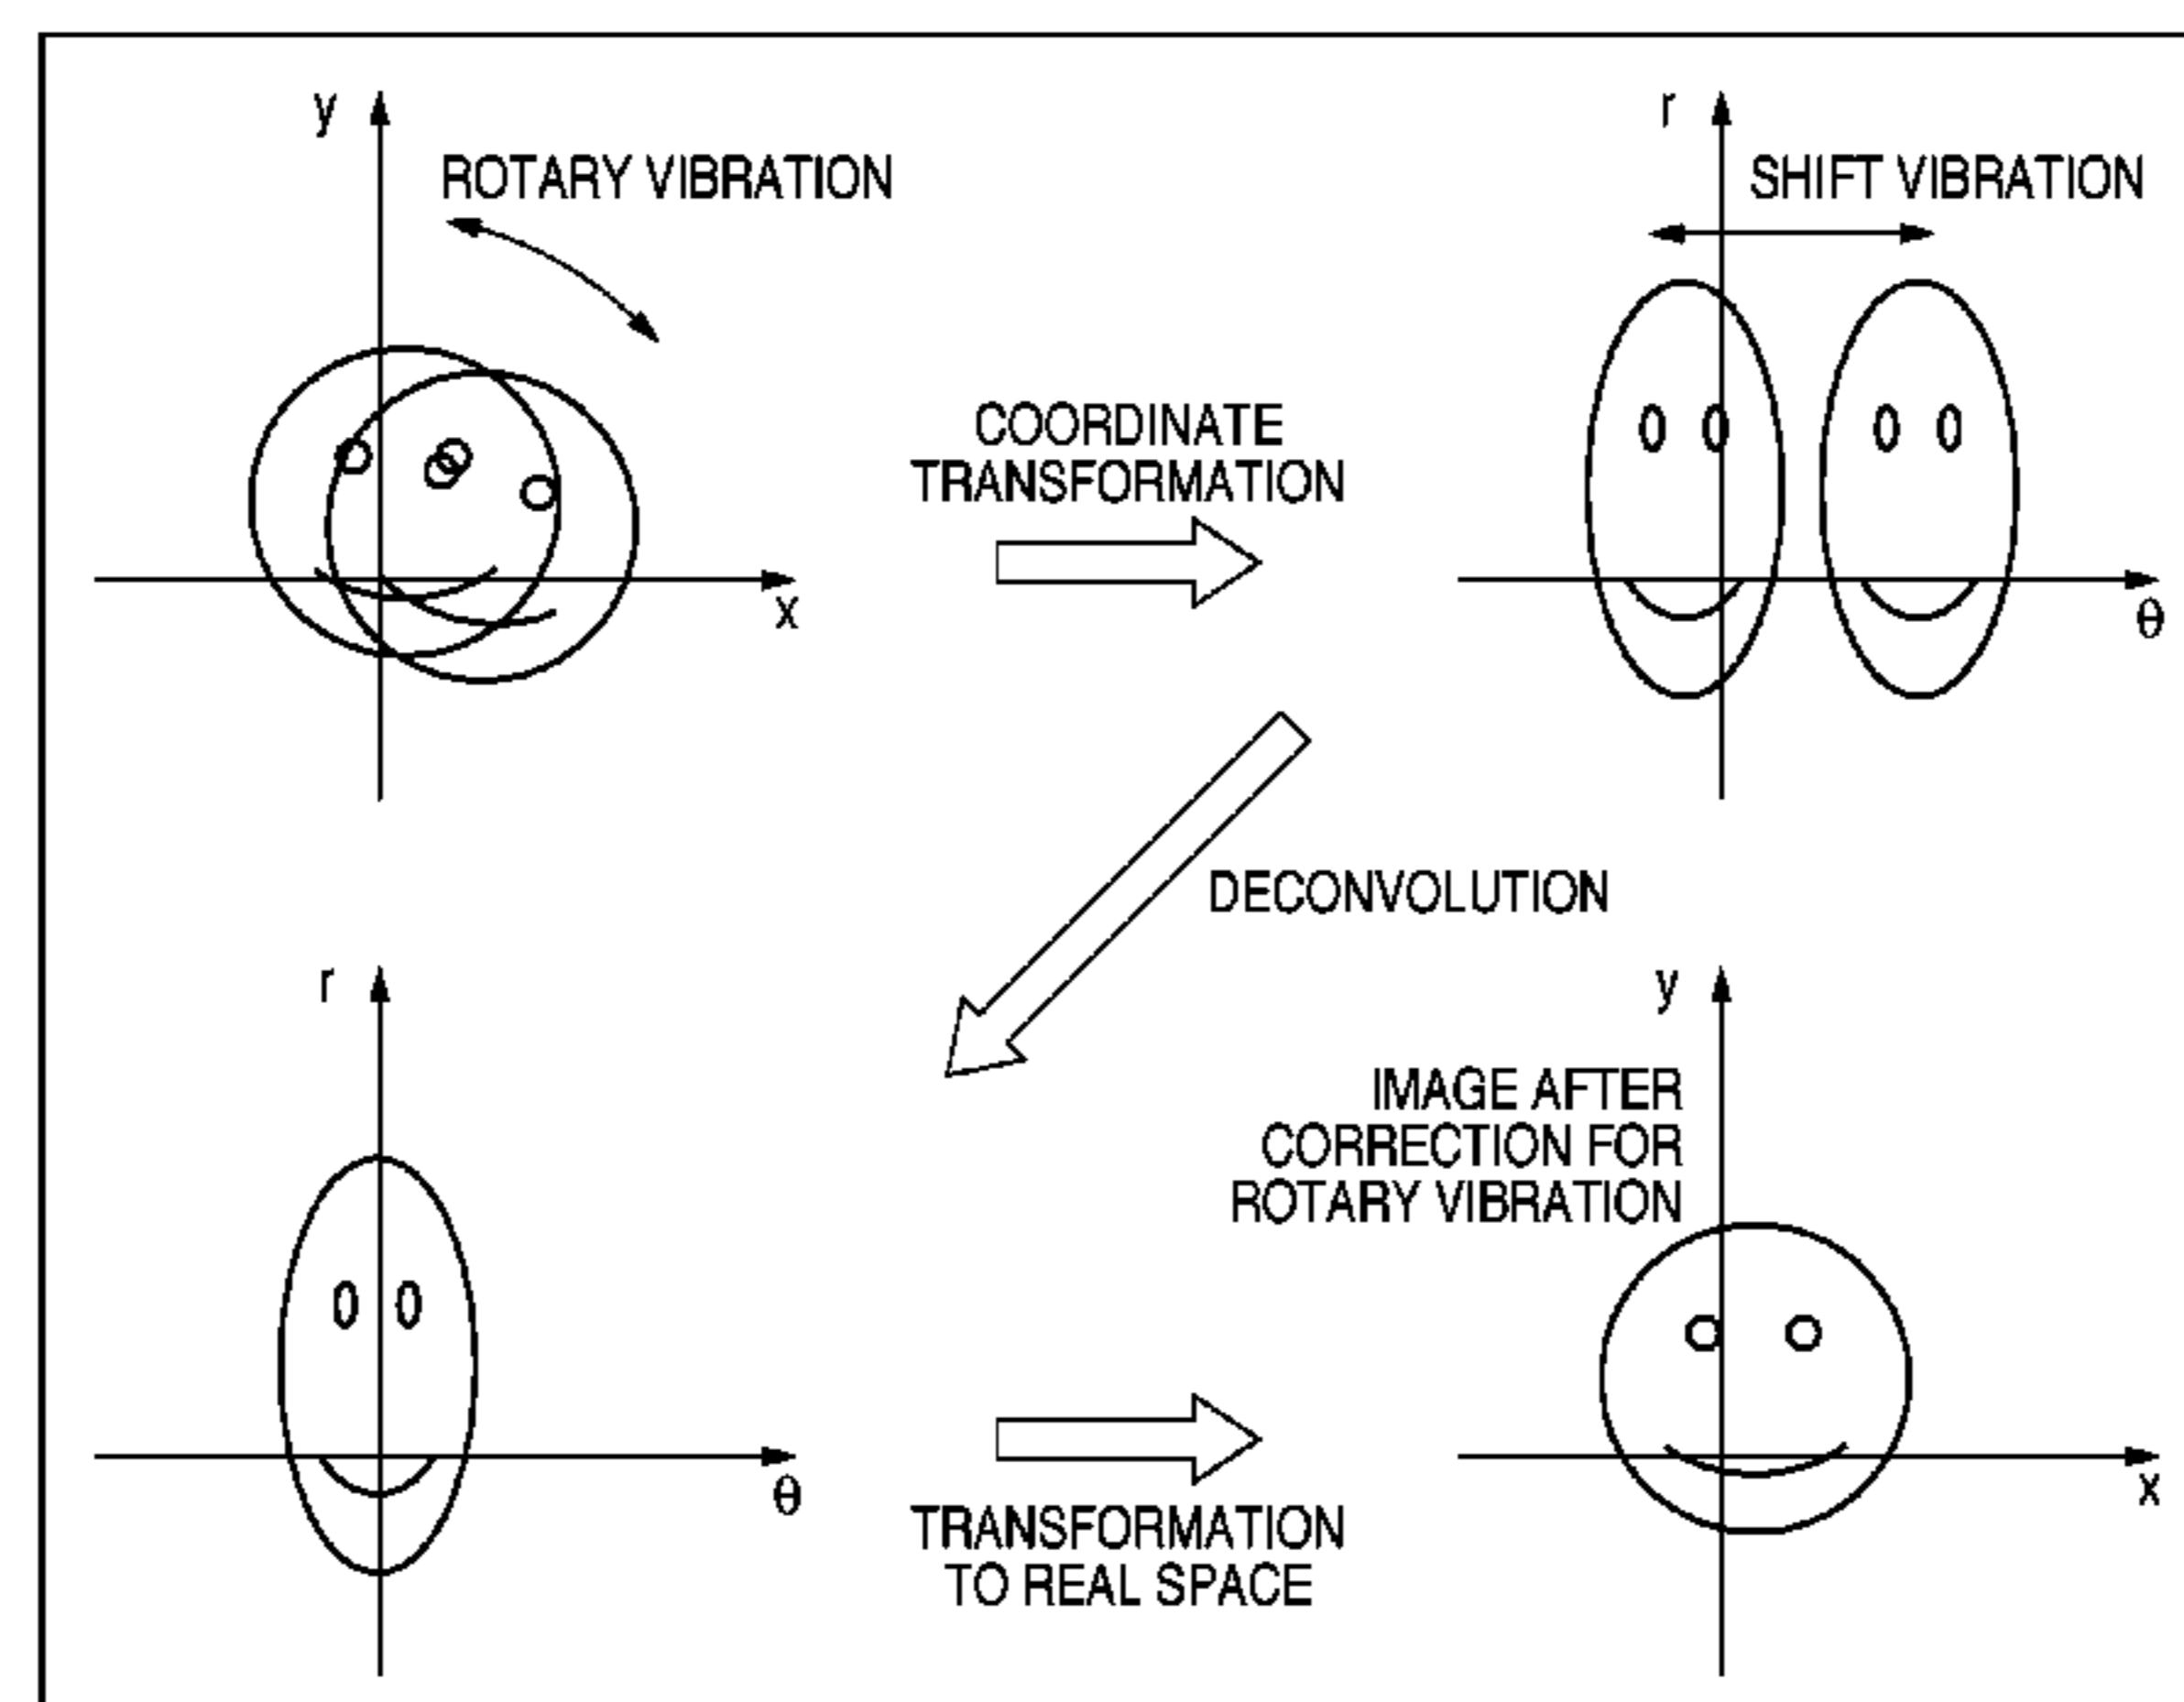 y
ROTARY VIBRATION
x
COORDINATE
TRANSFORMATION
r
SHIFT VIBRATION
θ
DECONVOLUTION
r
θ
TRANSFORMATION
TO REAL SPACE
y
IMAGE AFTER
CORRECTION FOR
ROTARY VIBRATION
x